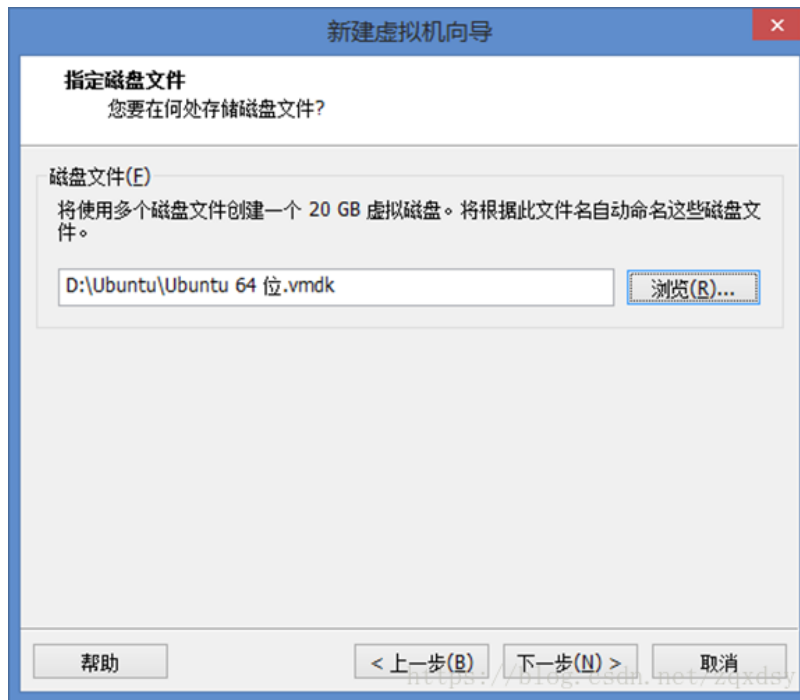 新建虚拟机向导
指定磁盘文件
您要在何处存储磁盘文件?
磁盘文件(F)
将使用多个磁盘文件创建一个 20 GB 虚拟磁盘。将根据此文件名自动命名这些磁盘文
件。
D:\Ubuntu\Ubuntu 64 位.vmdk
浏览(R)...
帮助
< 上一步(B)
下一步(N) >
取消
https://blog.csdn.net/zqxdsy